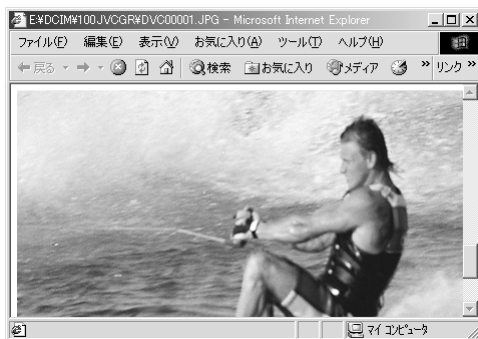 E:¥DCIM¥100JVCGR¥DVC00001.JPG - Microsoft Internet Explorer
ファイル(F) 編集(E) 表示(V) お気に入り(A) ツール(T) ヘルプ(H)
戻る 検索 お気に入り メディア » リンク »
マイ コンピュータ